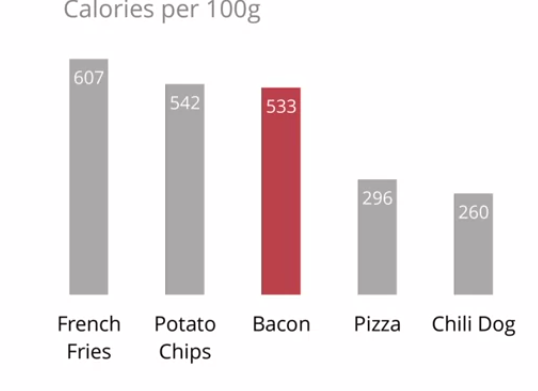 Calories per 100g
607
542
533
296
260
French Fries
Potato Chips
Bacon
Pizza
Chili Dog